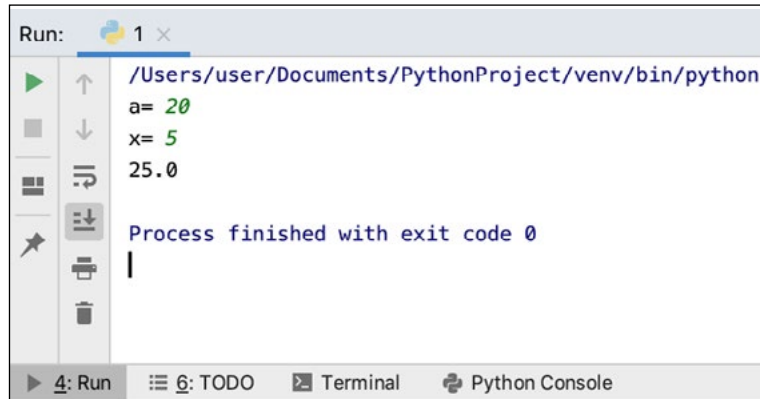 Run: 1
/Users/user/Documents/PythonProject/venv/bin/python
a= 20
x= 5
25.0
Process finished with exit code 0
4: Run 6: TODO Terminal Python Console